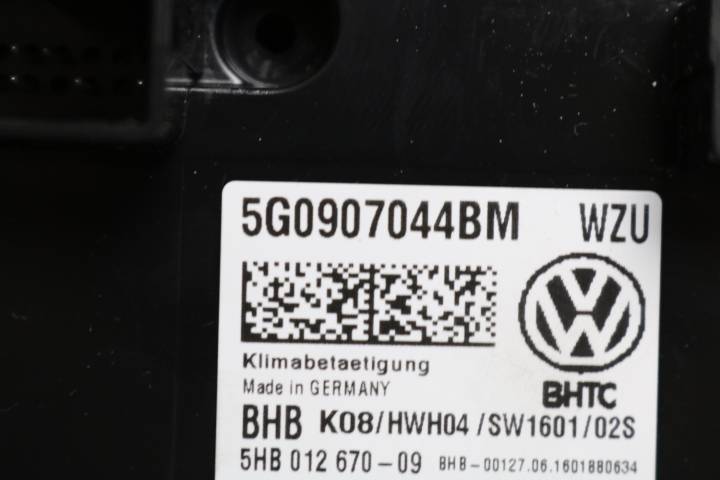 5G0907044BM WZU
Klimabetaetigung
Made in GERMANY
BHTC
BHB K08/HWH04/SW1601/02S
5HB 012 670-09 BHB-00127.06.1601880634